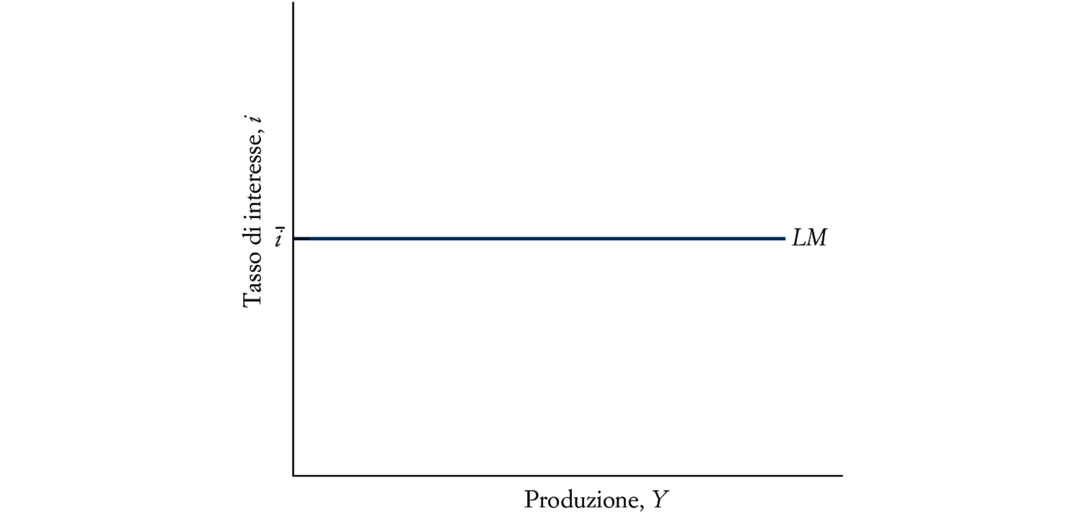 Tasso di interesse, i
ī
LM
Produzione, Y